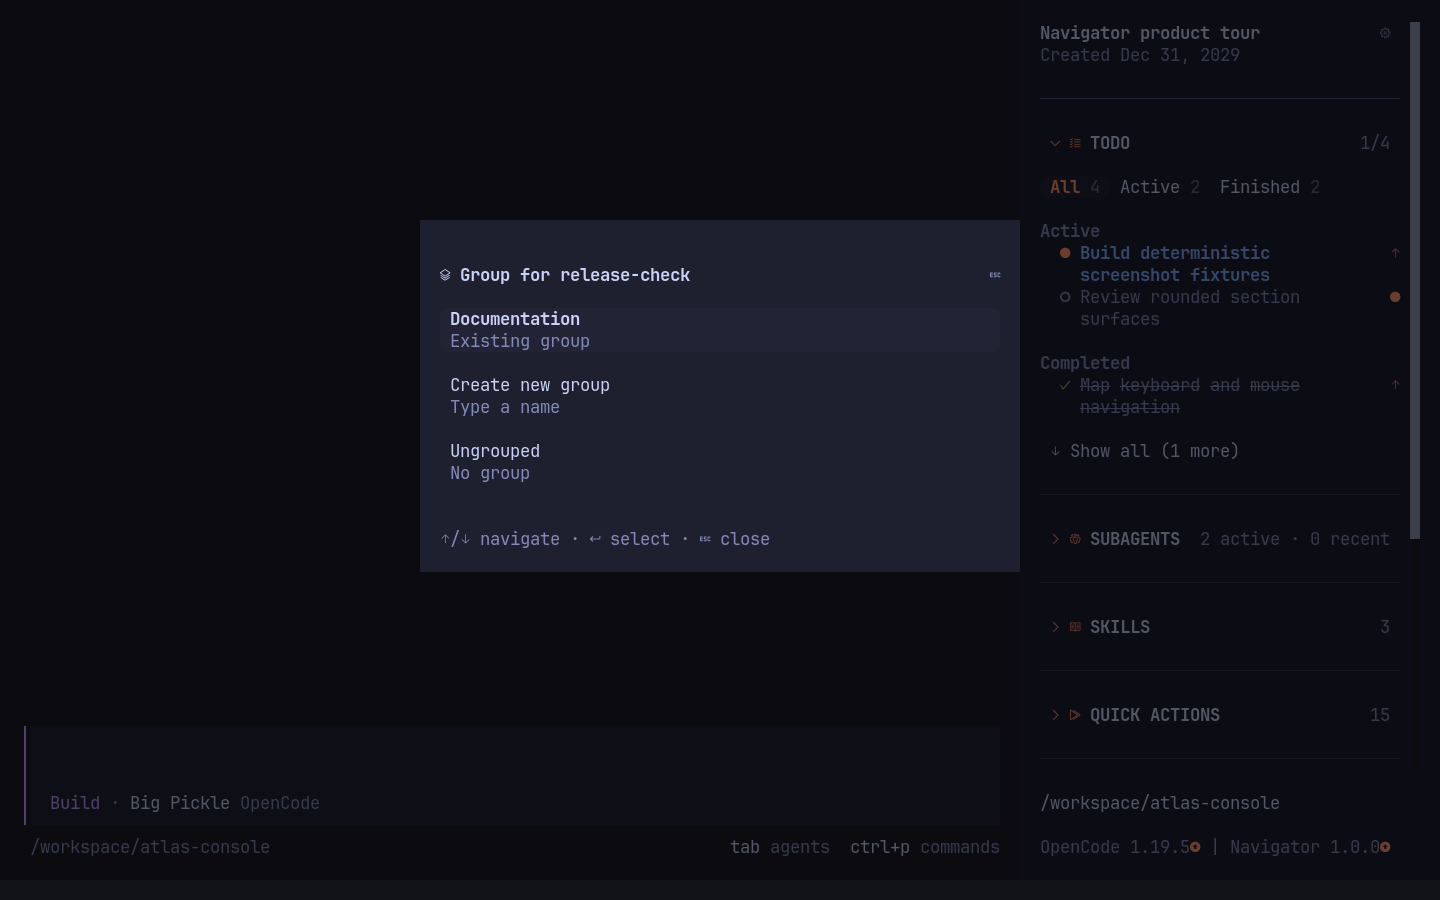 Navigator product tour
Created Dec 31, 2029
TODO 1/4
All 4 Active 2 Finished 2
Active
Build deterministic ↑
screenshot fixtures
Review rounded section
surfaces
Completed
✓ Map keyboard and mouse ↑
navigation
↓ Show all (1 more)
SUBAGENTS 2 active · 0 recent
SKILLS 3
QUICK ACTIONS 15
/workspace/atlas-console
OpenCode 1.19.5 | Navigator 1.0.0
Group for release-check ESC
Documentation
Existing group
Create new group
Type a name
Ungrouped
No group
↑/↓ navigate · ↵ select · ESC close
Build · Big Pickle OpenCode
/workspace/atlas-console tab agents ctrl+p commands